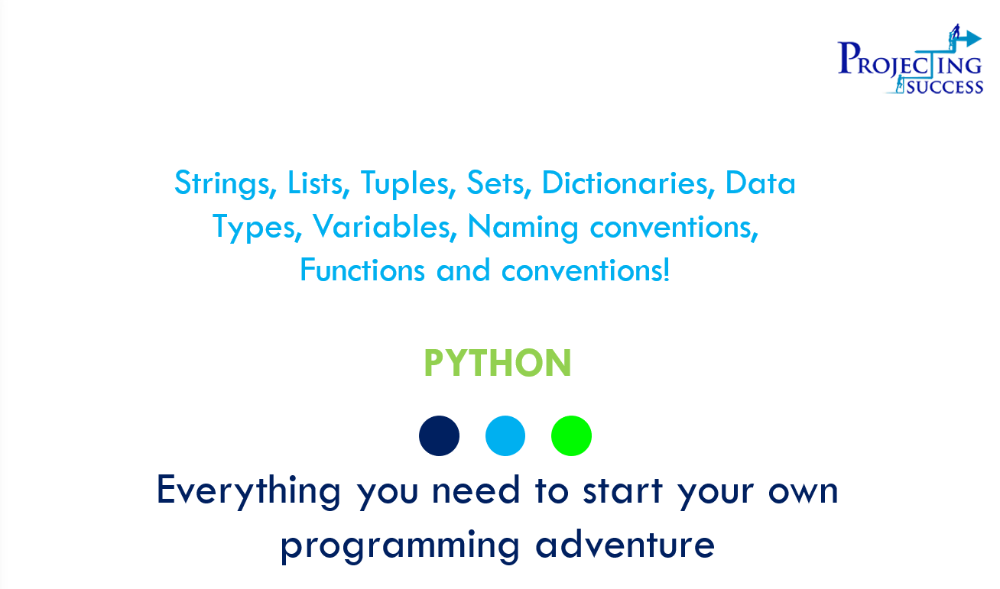 PROJECTING
SUCCESS
Strings, Lists, Tuples, Sets, Dictionaries, Data
Types, Variables, Naming conventions,
Functions and conventions!
PYTHON
Everything you need to start your own
programming adventure